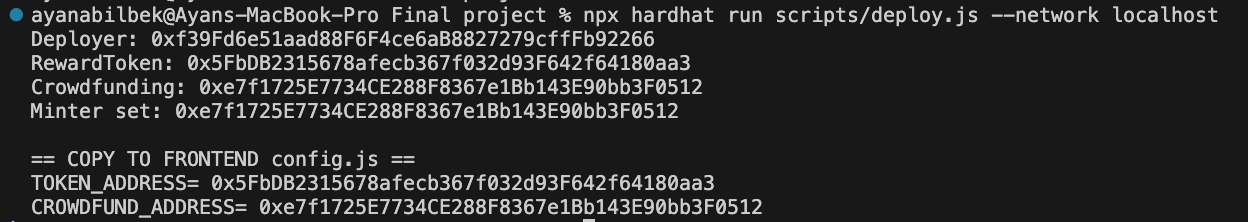 ayanabilbek@Ayans-MacBook-Pro Final project % npx hardhat run scripts/deploy.js --network localhost
Deployer: 0xf39Fd6e51aad88F6F4ce6aB8827279cffFb92266
RewardToken: 0x5FbDB2315678afecb367f032d93F642f64180aa3
Crowdfunding: 0xe7f1725E7734CE288F8367e1Bb143E90bb3F0512
Minter set: 0xe7f1725E7734CE288F8367e1Bb143E90bb3F0512
== COPY TO FRONTEND config.js ==
TOKEN_ADDRESS= 0x5FbDB2315678afecb367f032d93F642f64180aa3
CROWDFUND_ADDRESS= 0xe7f1725E7734CE288F8367e1Bb143E90bb3F0512